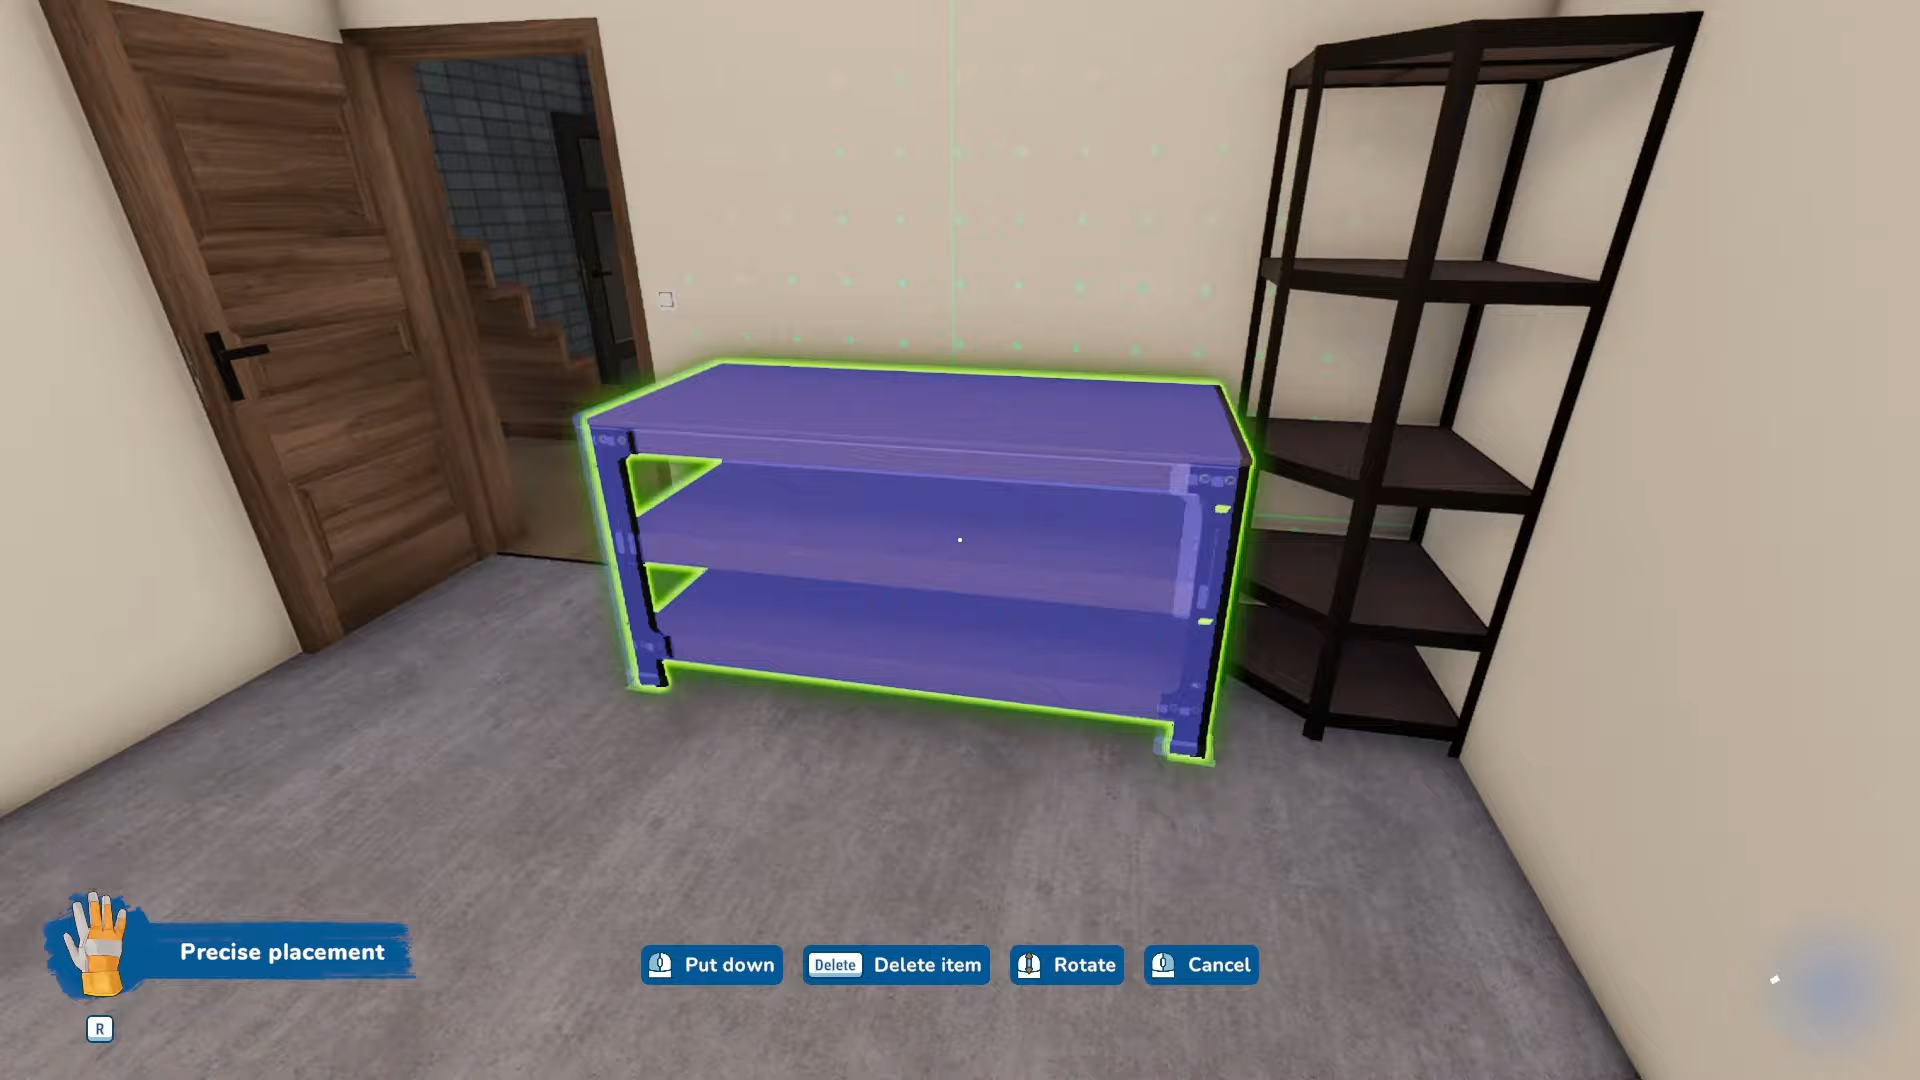 Precise placement
R
Put down
Delete Delete item
Rotate
Cancel